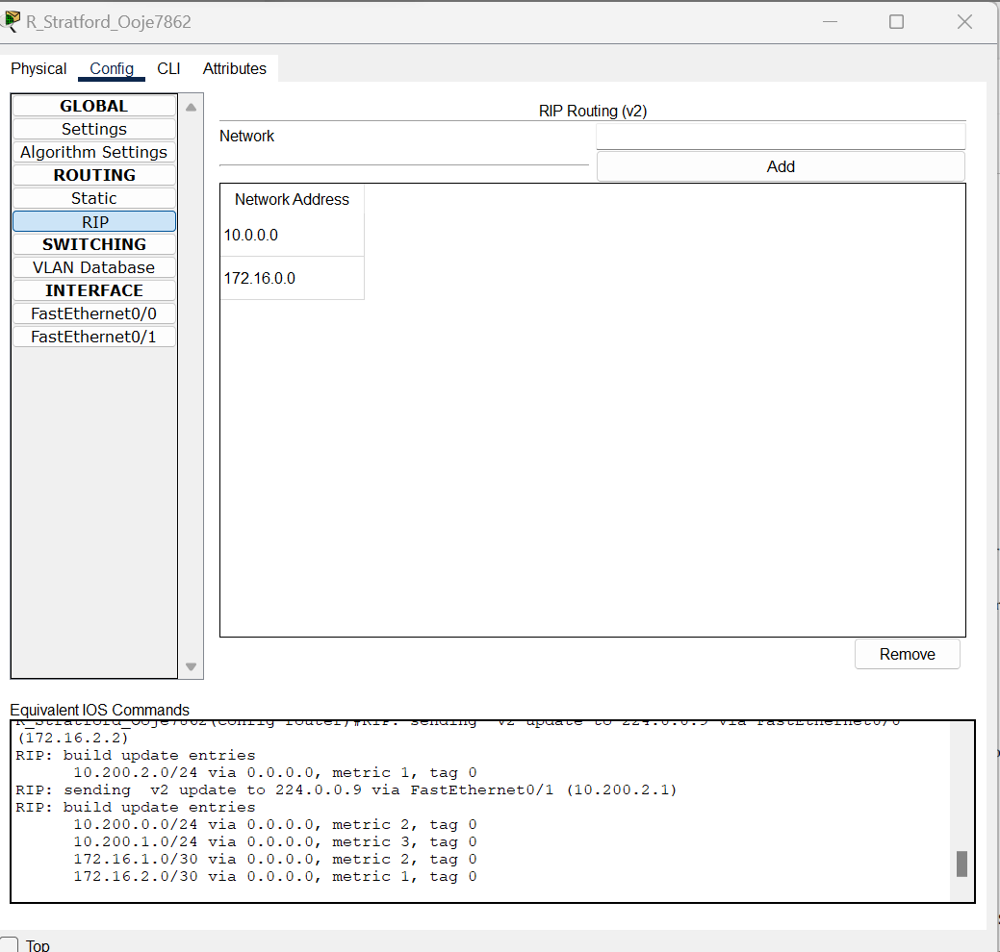 R_Stratford_Ooje7862
Physical Config CLI Attributes
GLOBAL
Settings
Algorithm Settings
ROUTING
Static
RIP
SWITCHING
VLAN Database
INTERFACE
FastEthernet0/0
FastEthernet0/1
RIP Routing (v2)
Network
Add
Network Address
10.0.0.0
172.16.0.0
Remove
Equivalent IOS Commands
R_Stratford_Ooje7862(config-router)#RIP: sending  v2 update to 224.0.0.9 via FastEthernet0/0
(172.16.2.2)
RIP: build update entries
10.200.2.0/24 via 0.0.0.0, metric 1, tag 0
RIP: sending  v2 update to 224.0.0.9 via FastEthernet0/1 (10.200.2.1)
RIP: build update entries
10.200.0.0/24 via 0.0.0.0, metric 2, tag 0
10.200.1.0/24 via 0.0.0.0, metric 3, tag 0
172.16.1.0/30 via 0.0.0.0, metric 2, tag 0
172.16.2.0/30 via 0.0.0.0, metric 1, tag 0
Top